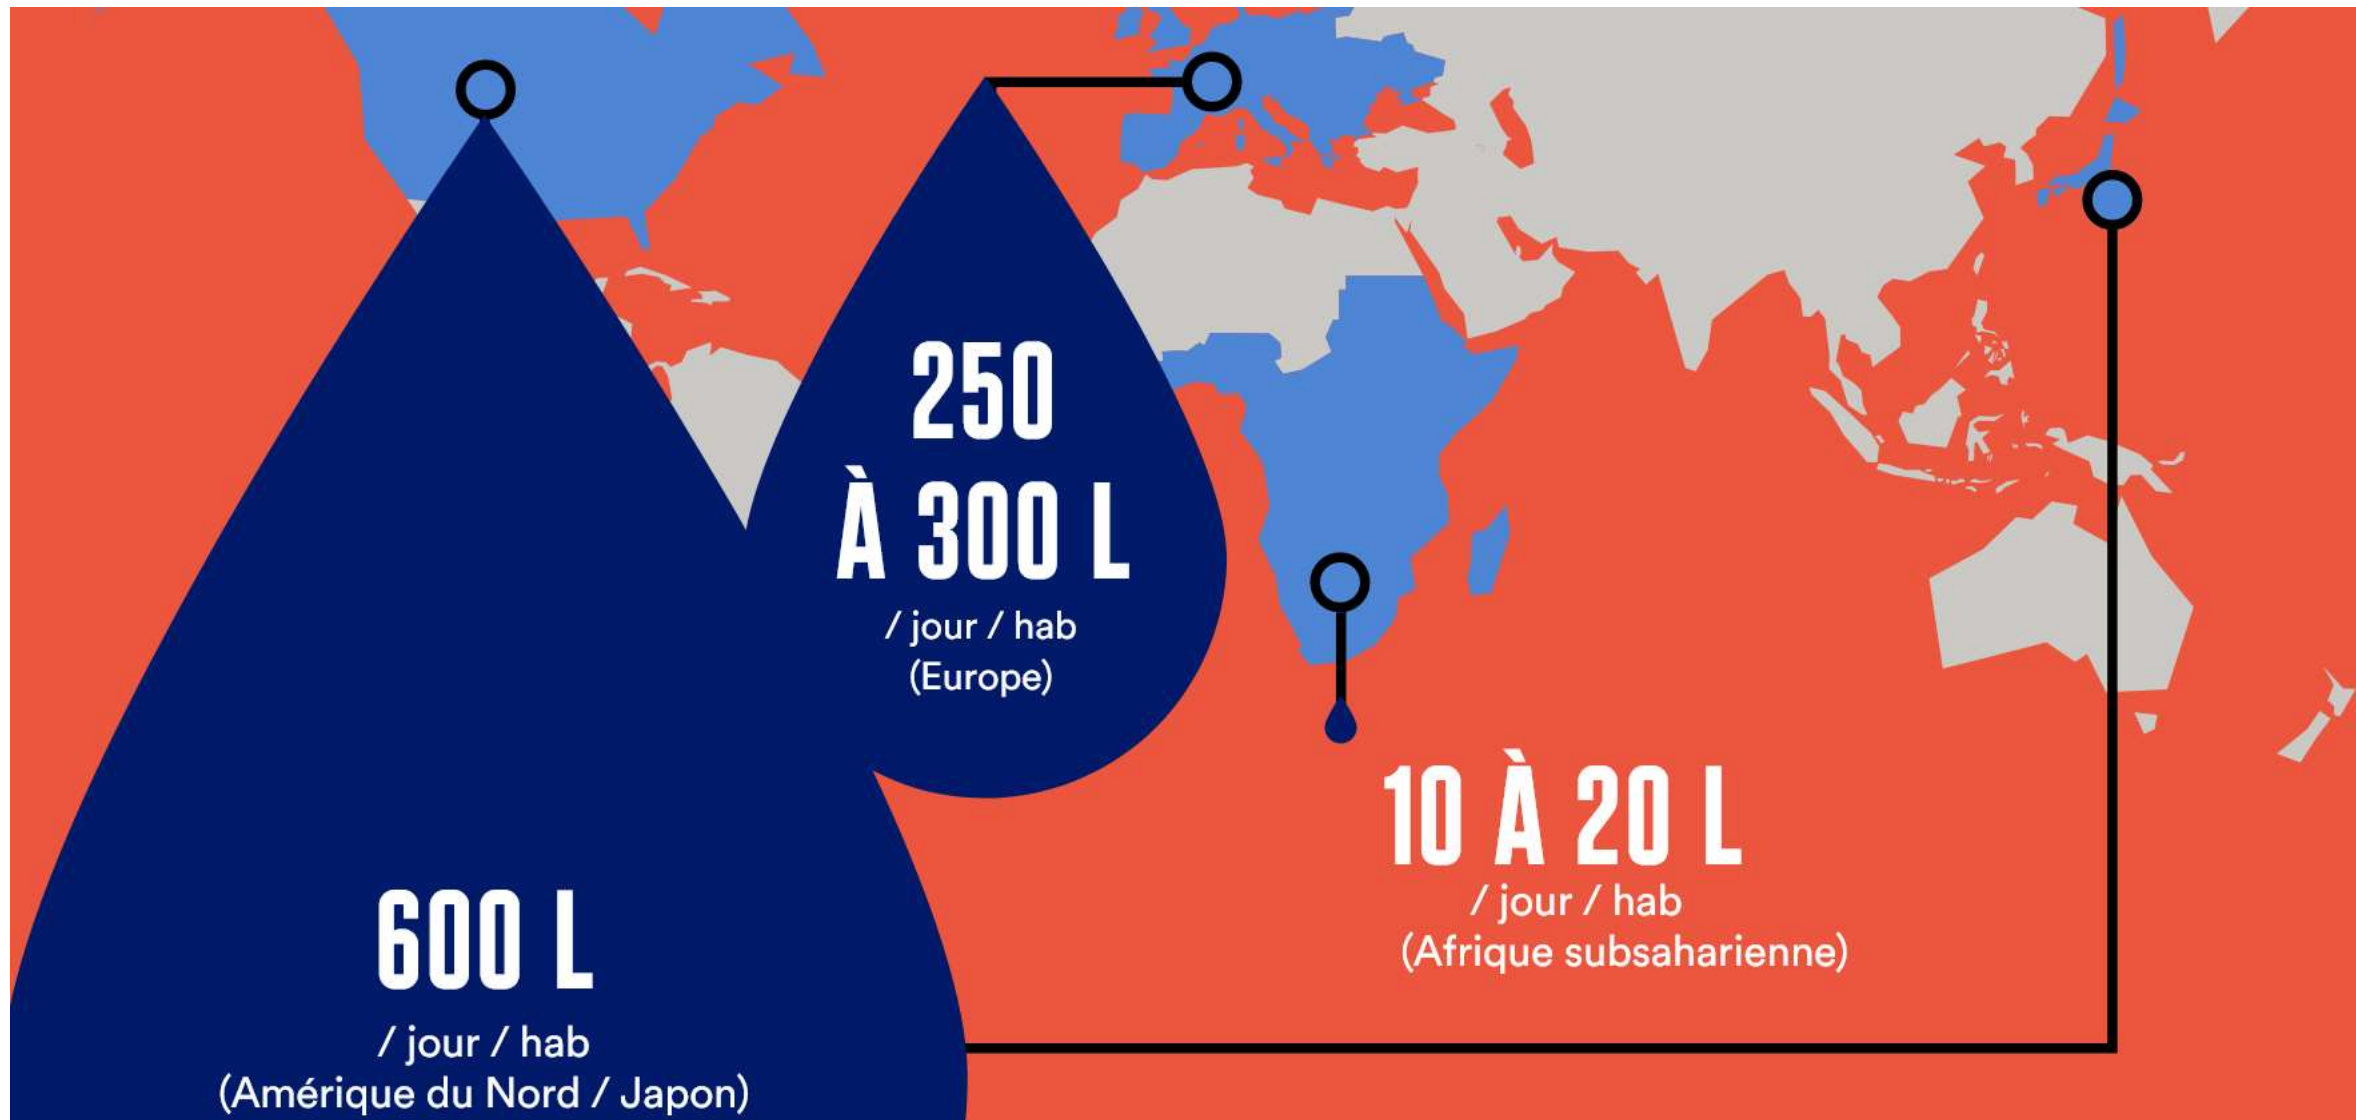 250
À 300 L
/ jour / hab
(Europe)
10 À 20 L
/ jour / hab
(Afrique subsaharienne)
600 L
/ jour / hab
(Amérique du Nord / Japon)